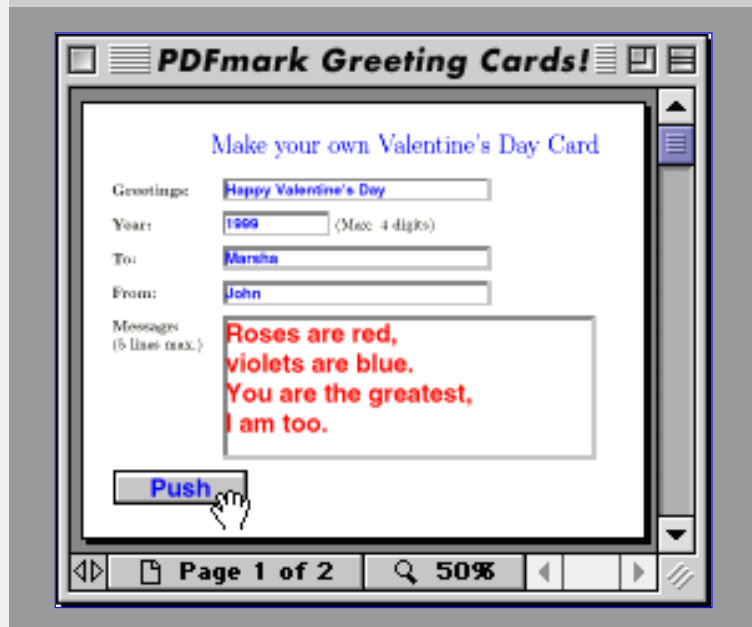 PDFmark Greeting Cards!
Make your own Valentine's Day Card
Greetings: Happy Valentine's Day
Year: 1999 (Max: 4 digits)
To: Marsha
From: John
Message:
(5 lines max.)
Roses are red,
violets are blue.
You are the greatest,
I am too.
Push
Page 1 of 2 50%